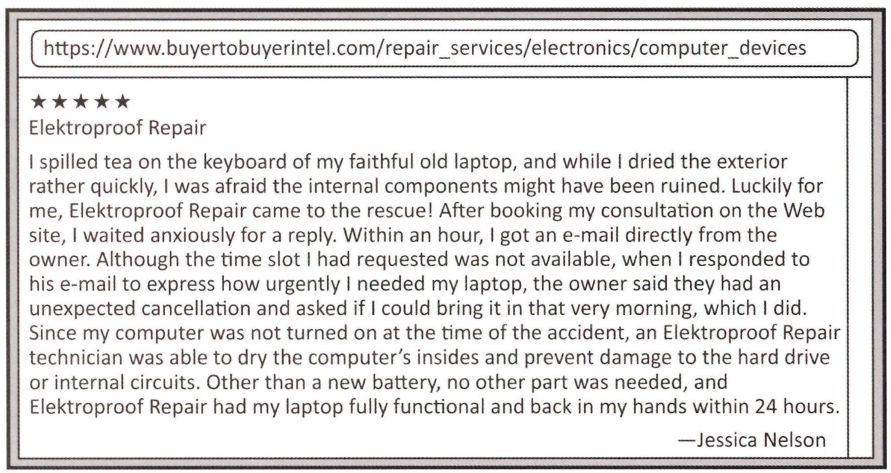 https://www.buyertobuyerintel.com/repair_services/electronics/computer_devices
★★★★★
Elektroproof Repair
I spilled tea on the keyboard of my faithful old laptop, and while I dried the exterior
rather quickly, I was afraid the internal components might have been ruined. Luckily for
me, Elektroproof Repair came to the rescue! After booking my consultation on the Web
site, I waited anxiously for a reply. Within an hour, I got an e-mail directly from the
owner. Although the time slot I had requested was not available, when I responded to
his e-mail to express how urgently I needed my laptop, the owner said they had an
unexpected cancellation and asked if I could bring it in that very morning, which I did.
Since my computer was not turned on at the time of the accident, an Elektroproof Repair
technician was able to dry the computer's insides and prevent damage to the hard drive
or internal circuits. Other than a new battery, no other part was needed, and
Elektroproof Repair had my laptop fully functional and back in my hands within 24 hours.
—Jessica Nelson